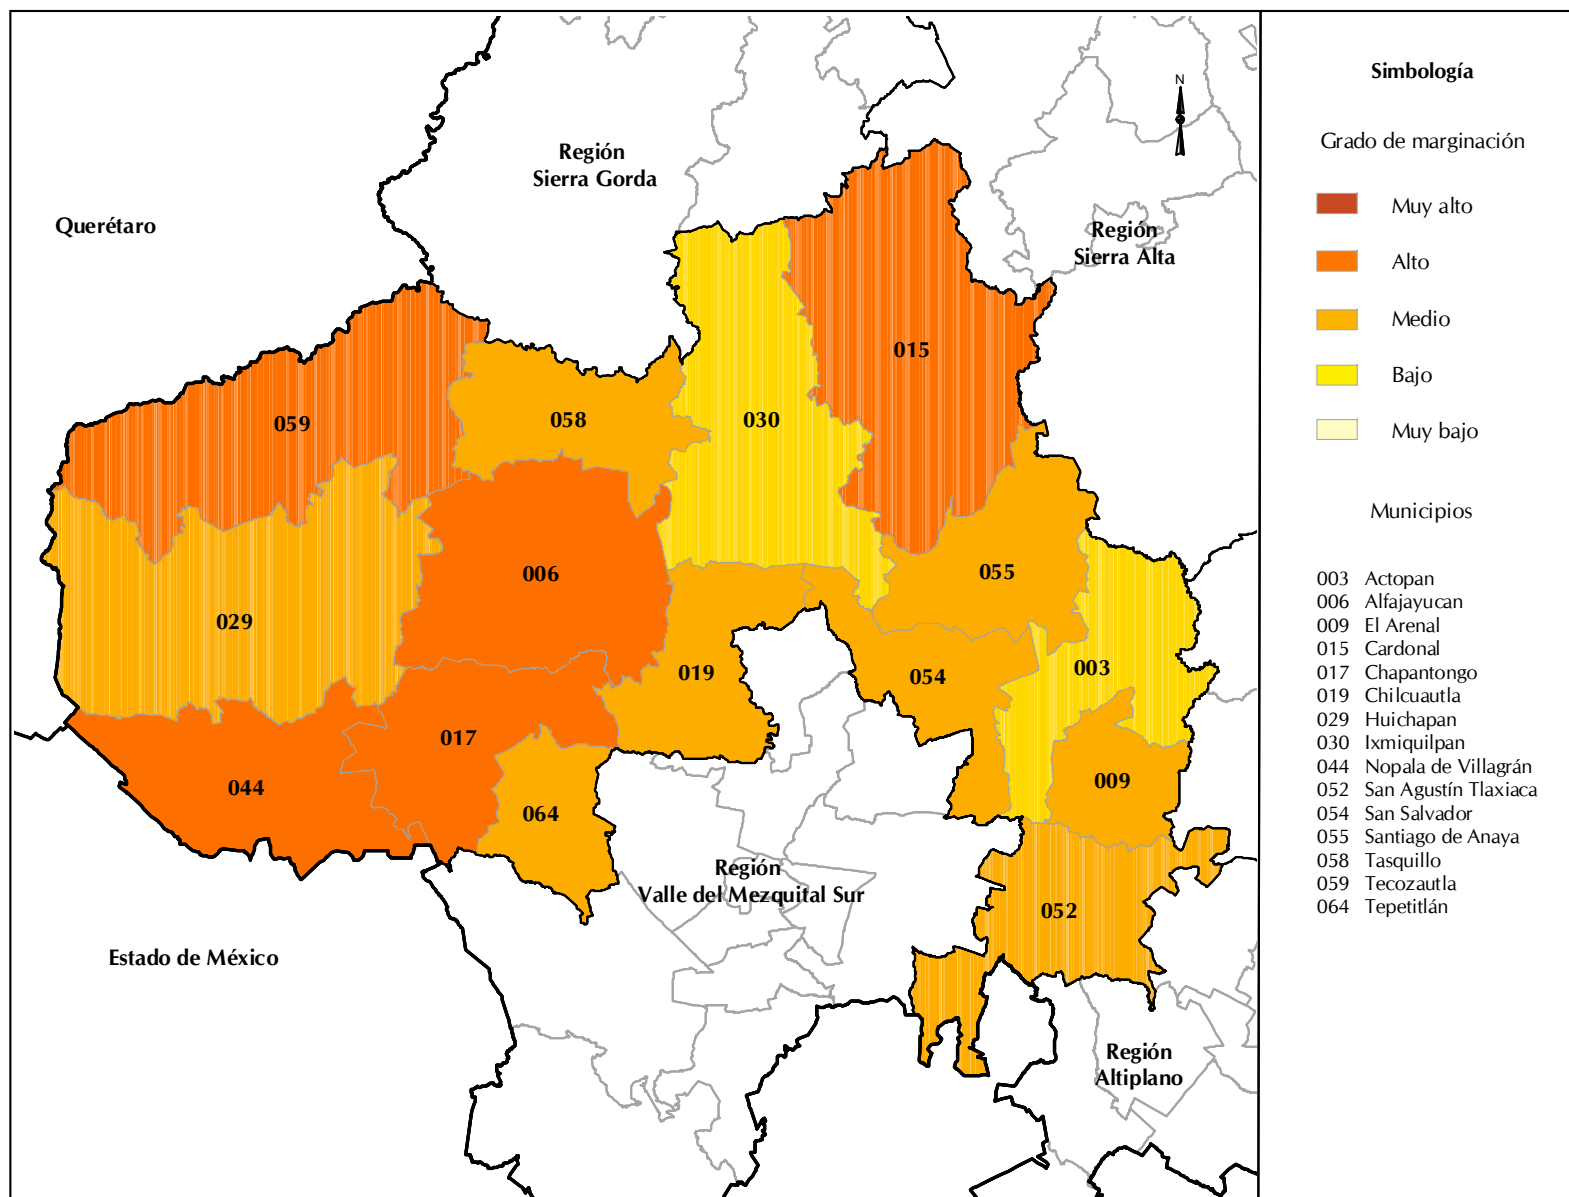 N
Región
Sierra Gorda
Querétaro
Región
Sierra Alta
015
059
058
030
006
055
029
003
019
054
017
044
009
064
Región
Valle del Mezquital Sur
052
Estado de México
Región
Altiplano
Simbología
Grado de marginación
Muy alto
Alto
Medio
Bajo
Muy bajo
Municipios
003 Actopan
006 Alfajayucan
009 El Arenal
015 Cardonal
017 Chapantongo
019 Chilcuautla
029 Huichapan
030 Ixmiquilpan
044 Nopala de Villagrán
052 San Agustín Tlaxiaca
054 San Salvador
055 Santiago de Anaya
058 Tasquillo
059 Tecozautla
064 Tepetitlán